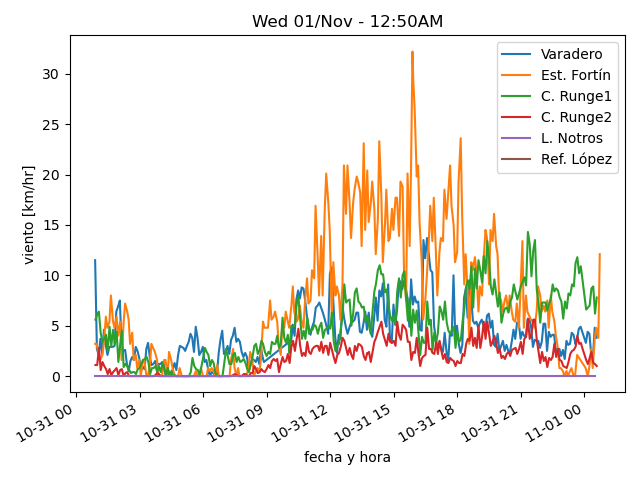 Wed 01/Nov - 12:50AM
Varadero
Est. Fortín
C. Runge1
C. Runge2
L. Notros
Ref. López
viento [km/hr]
30
25
20
15
10
5
0
10-31 00
10-31 03
10-31 06
10-31 09
10-31 12
10-31 15
10-31 18
10-31 21
11-01 00
fecha y hora